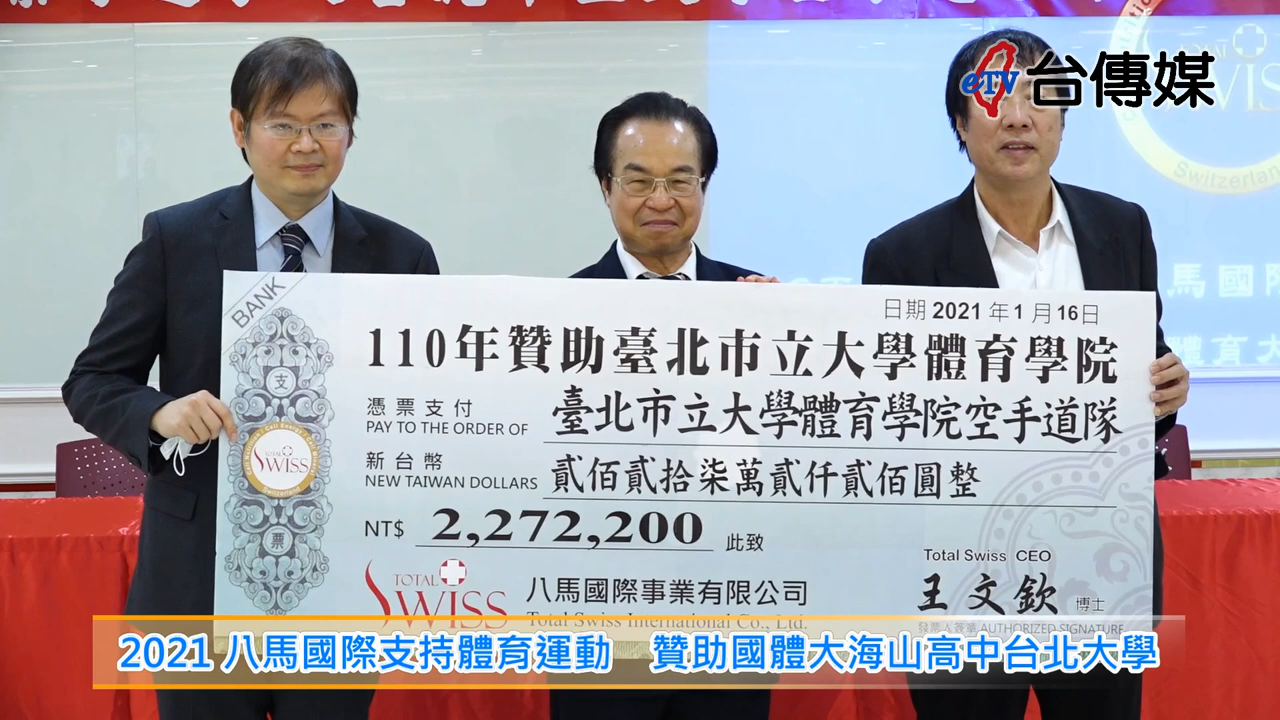 eTV 台傳媒
TOTAL
SWISS
Switzerland
馬國際
體育大
BANK
日期 2021 年 1 月 16 日
110年贊助臺北市立大學體育學院
憑票支付
PAY TO THE ORDER OF
臺北市立大學體育學院空手道隊
新台幣
NEW TAIWAN DOLLARS
貳佰貳拾柒萬貳仟貳佰圓整
支
TOTAL
SWISS
Switzerland
票
NT$ 2,272,200 此致
Total Swiss CEO
王文欽 博士
AUTHORIZED SIGNATURE
TOTAL
SWISS
八馬國際事業有限公司
Total Swiss International Co., Ltd.
2021 八馬國際支持體育運動 贊助國體大海山高中台北大學